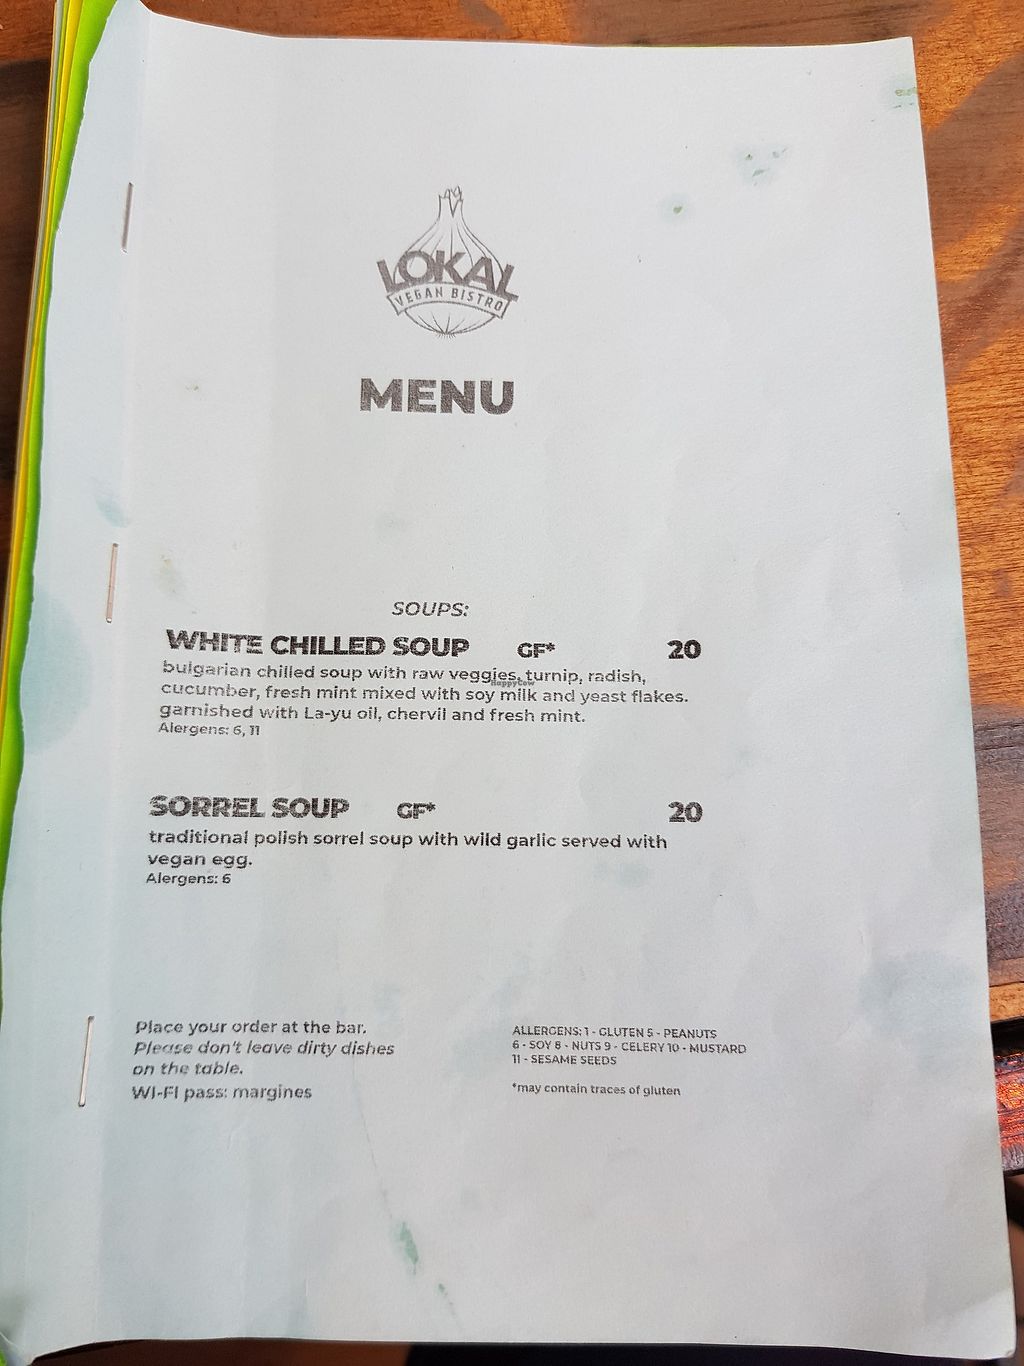 LOKAL
VEGAN BISTRO
MENU
SOUPS:
WHITE CHILLED SOUP GF* 20
bulgarian chilled soup with raw veggies, turnip, radish,
HappyCow
cucumber, fresh mint mixed with soy milk and yeast flakes.
garnished with La-yu oil, chervil and fresh mint.
Alergens: 6, 11
SORREL SOUP GF* 20
traditional polish sorrel soup with wild garlic served with
vegan egg.
Alergens: 6
Place your order at the bar.
Please don't leave dirty dishes
on the table.
WI-FI pass: margines
ALLERGENS: 1 - GLUTEN 5 - PEANUTS
6 - SOY 8 - NUTS 9 - CELERY 10 - MUSTARD
11 - SESAME SEEDS
*may contain traces of gluten